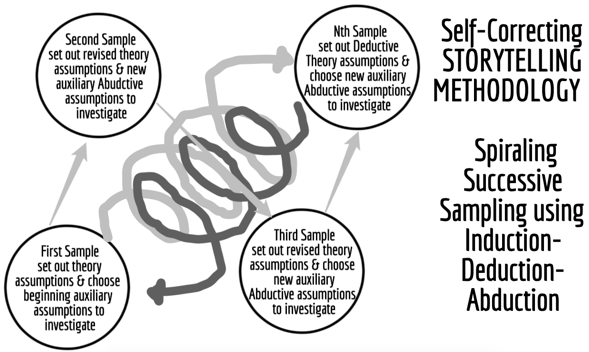 Second Sample
set out revised theory
assumptions & new
auxiliary Abudctive
assumptions to
investigate
Nth Sample
set out Deductive
Theory assumptions &
choose new auxiliary
Abductive assumptions
to investigate
Self-Correcting
STORYTELLING
METHODOLOGY
Spiraling
Successive
Sampling using
Induction-
Deduction-
Abduction
First Sample
set out theory
assumptions & choose
beginning auxiliary
assumptions to
investigate
Third Sample
set out revised theory
assumptions & choose
new auxiliary
Abductive assumptions
to investigate